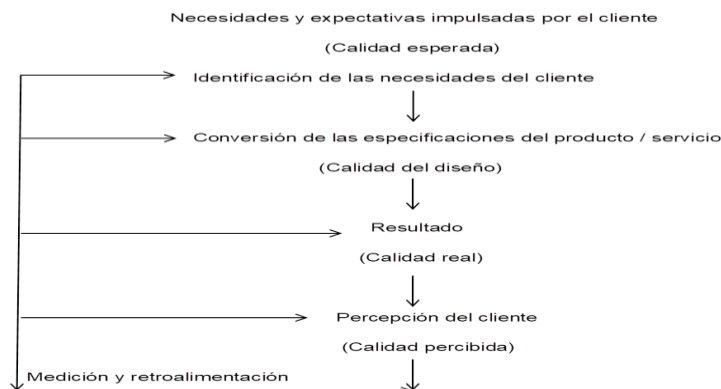 Necesidades y expectativas impulsadas por el cliente
(Calidad esperada)
Identificación de las necesidades del cliente
Conversión de las especificaciones del producto / servicio
(Calidad del diseño)
Resultado
(Calidad real)
Percepción del cliente
(Calidad percibida)
Medición y retroalimentación